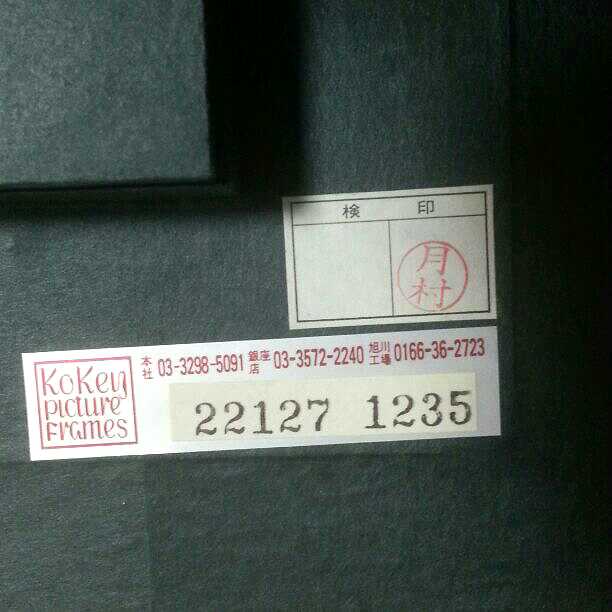 検 印
月
村
KoKen
picture
Frames
本社 03-3298-5091 銀座店 03-3572-2240 旭川工場 0166-36-2723
22127 1235